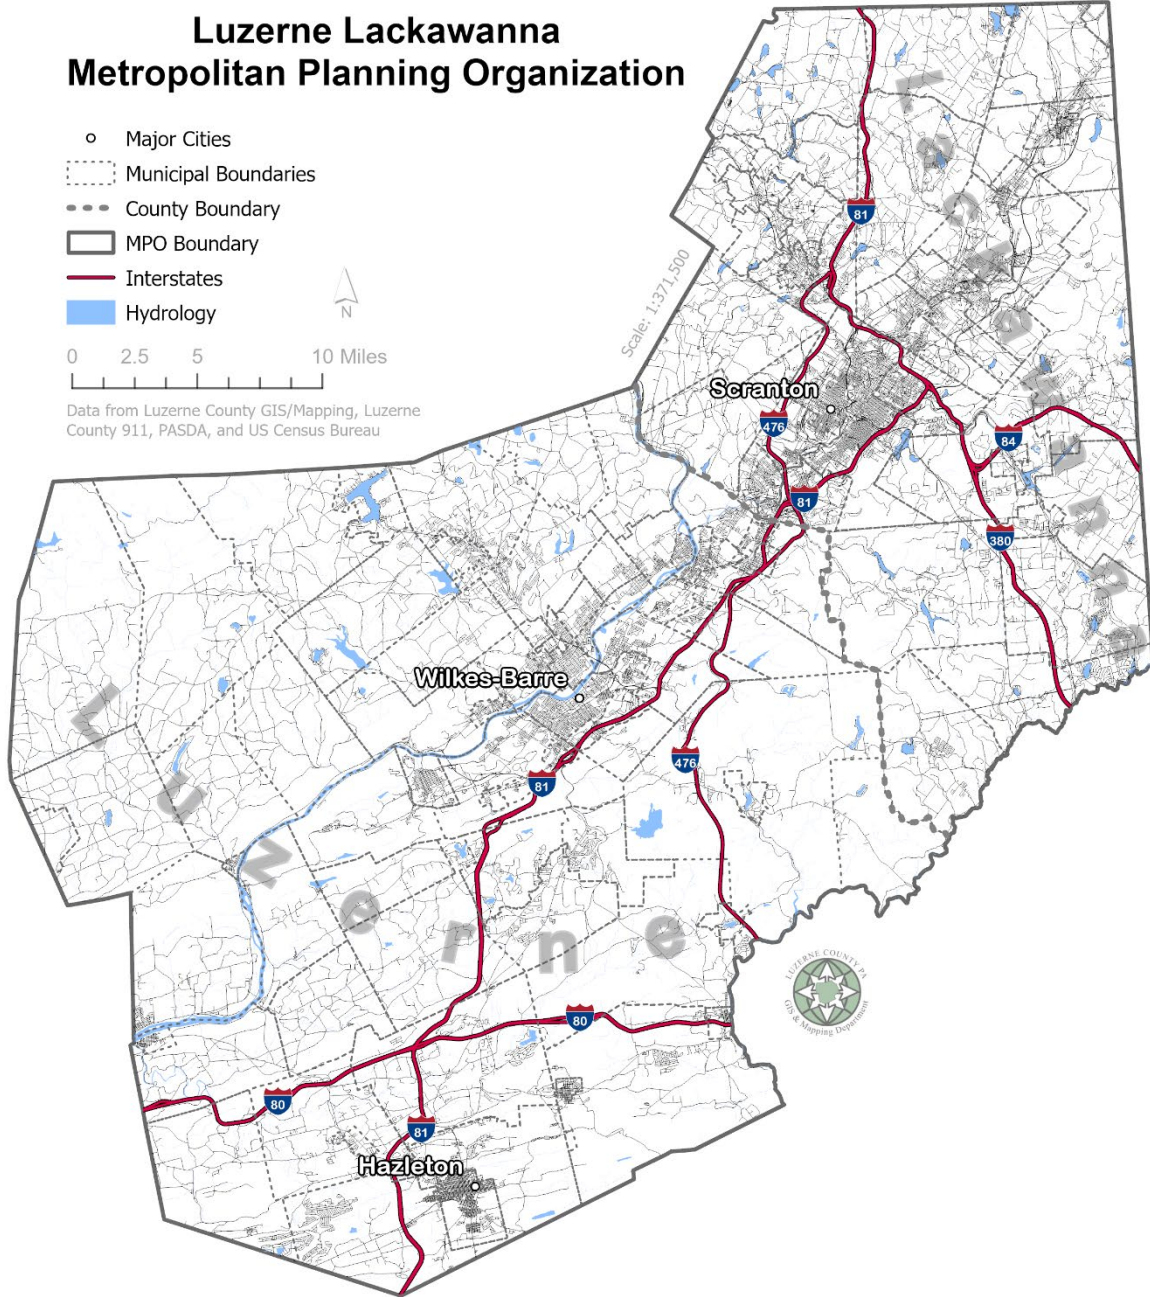 Luzerne Lackawanna
Metropolitan Planning Organization
Major Cities
Municipal Boundaries
County Boundary
MPO Boundary
Interstates
Hydrology
N
0 2.5 5 10 Miles
Data from Luzerne County GIS/Mapping, Luzerne
County 911, PASDA, and US Census Bureau
Scale: 1:371,500
Lackawanna
81
Scranton
476
84
81
380
Wilkes-Barre
476
81
Luzerne
80
80
81
Hazleton
LUZERNE COUNTY PA
GIS & Mapping Department